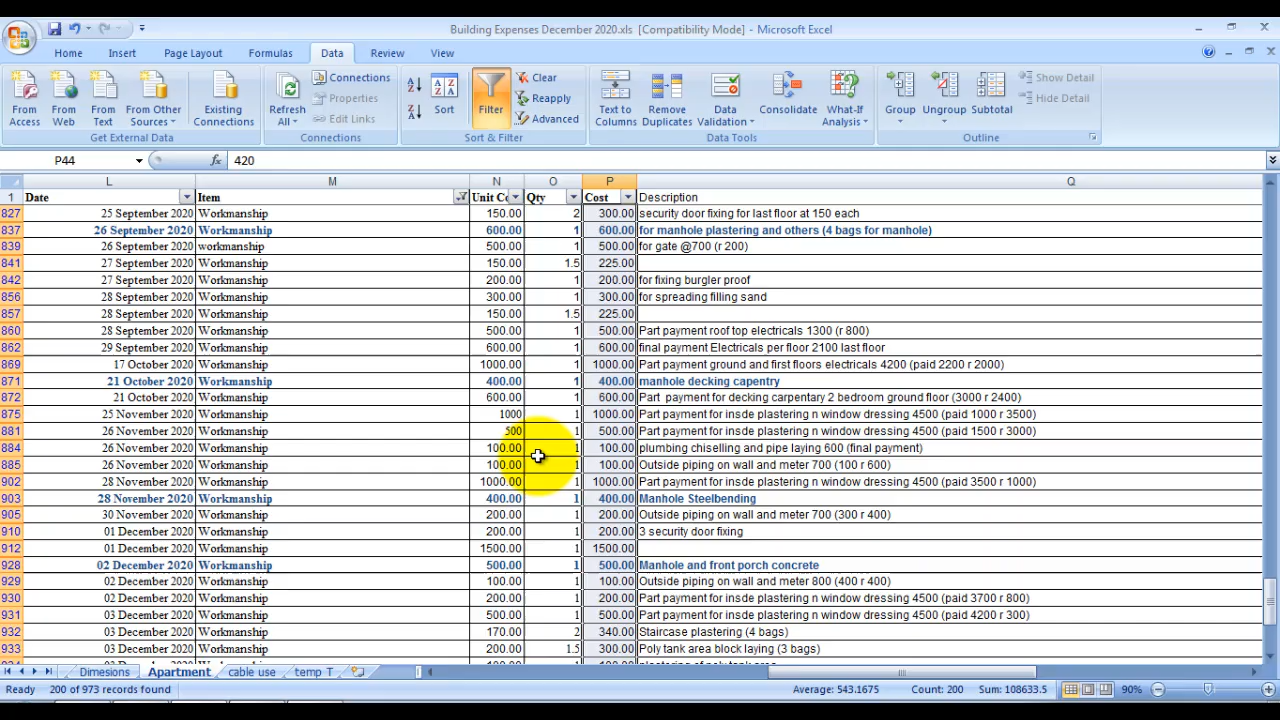 Building Expenses December 2020.xls [Compatibility Mode] - Microsoft Excel
Home Insert Page Layout Formulas Data Review View
From Access From Web From Text From Other Sources Existing Connections Refresh All Connections Properties Edit Links Sort Filter Clear Reapply Advanced Text to Columns Remove Duplicates Data Validation Consolidate What-If Analysis Group Ungroup Subtotal Show Detail Hide Detail
Get External Data Connections Sort & Filter Data Tools Outline
P44 fx 420
L M N O P Q
1 Date Item Unit Co Qty Cost Description
827 25 September 2020 Workmanship 150.00 2 300.00 security door fixing for last floor at 150 each
837 26 September 2020 Workmanship 600.00 1 600.00 for manhole plastering and others (4 bags for manhole)
839 26 September 2020 workmanship 500.00 1 500.00 for gate @700 (r 200)
841 27 September 2020 Workmanship 150.00 1.5 225.00
842 27 September 2020 Workmanship 200.00 1 200.00 for fixing burgler proof
856 28 September 2020 Workmanship 300.00 1 300.00 for spreading filling sand
857 28 September 2020 Workmanship 150.00 1.5 225.00
860 28 September 2020 Workmanship 500.00 1 500.00 Part payment roof top electricals 1300 (r 800)
862 29 September 2020 Workmanship 600.00 1 600.00 final payment Electricals per floor 2100 last floor
869 17 October 2020 Workmanship 1000.00 1 1000.00 Part payment ground and first floors electricals 4200 (paid 2200 r 2000)
871 21 October 2020 Workmanship 400.00 1 400.00 manhole decking capentry
872 21 October 2020 Workmanship 600.00 1 600.00 Part payment for decking carpentary 2 bedroom ground floor (3000 r 2400)
875 25 November 2020 Workmanship 1000 1 1000.00 Part payment for insde plastering n window dressing 4500 (paid 1000 r 3500)
881 26 November 2020 Workmanship 500 1 500.00 Part payment for insde plastering n window dressing 4500 (paid 1500 r 3000)
884 26 November 2020 Workmanship 100.00 1 100.00 plumbing chiselling and pipe laying 600 (final payment)
885 26 November 2020 Workmanship 100.00 1 100.00 Outside piping on wall and meter 700 (100 r 600)
902 28 November 2020 Workmanship 1000.00 1 1000.00 Part payment for insde plastering n window dressing 4500 (paid 3500 r 1000)
903 28 November 2020 Workmanship 400.00 1 400.00 Manhole Steelbending
905 30 November 2020 Workmanship 200.00 1 200.00 Outside piping on wall and meter 700 (300 r 400)
910 01 December 2020 Workmanship 200.00 1 200.00 3 security door fixing
912 01 December 2020 Workmanship 1500.00 1 1500.00
928 02 December 2020 Workmanship 500.00 1 500.00 Manhole and front porch concrete
929 02 December 2020 Workmanship 100.00 1 100.00 Outside piping on wall and meter 800 (400 r 400)
930 02 December 2020 Workmanship 200.00 1 200.00 Part payment for insde plastering n window dressing 4500 (paid 3700 r 800)
931 03 December 2020 Workmanship 500.00 1 500.00 Part payment for insde plastering n window dressing 4500 (paid 4200 r 300)
932 03 December 2020 Workmanship 170.00 2 340.00 Staircase plastering (4 bags)
933 03 December 2020 Workmanship 200.00 1.5 300.00 Poly tank area block laying (3 bags)
Dimesions Apartment cable use temp T
Ready 200 of 973 records found Average: 543.1675 Count: 200 Sum: 108633.5 90%